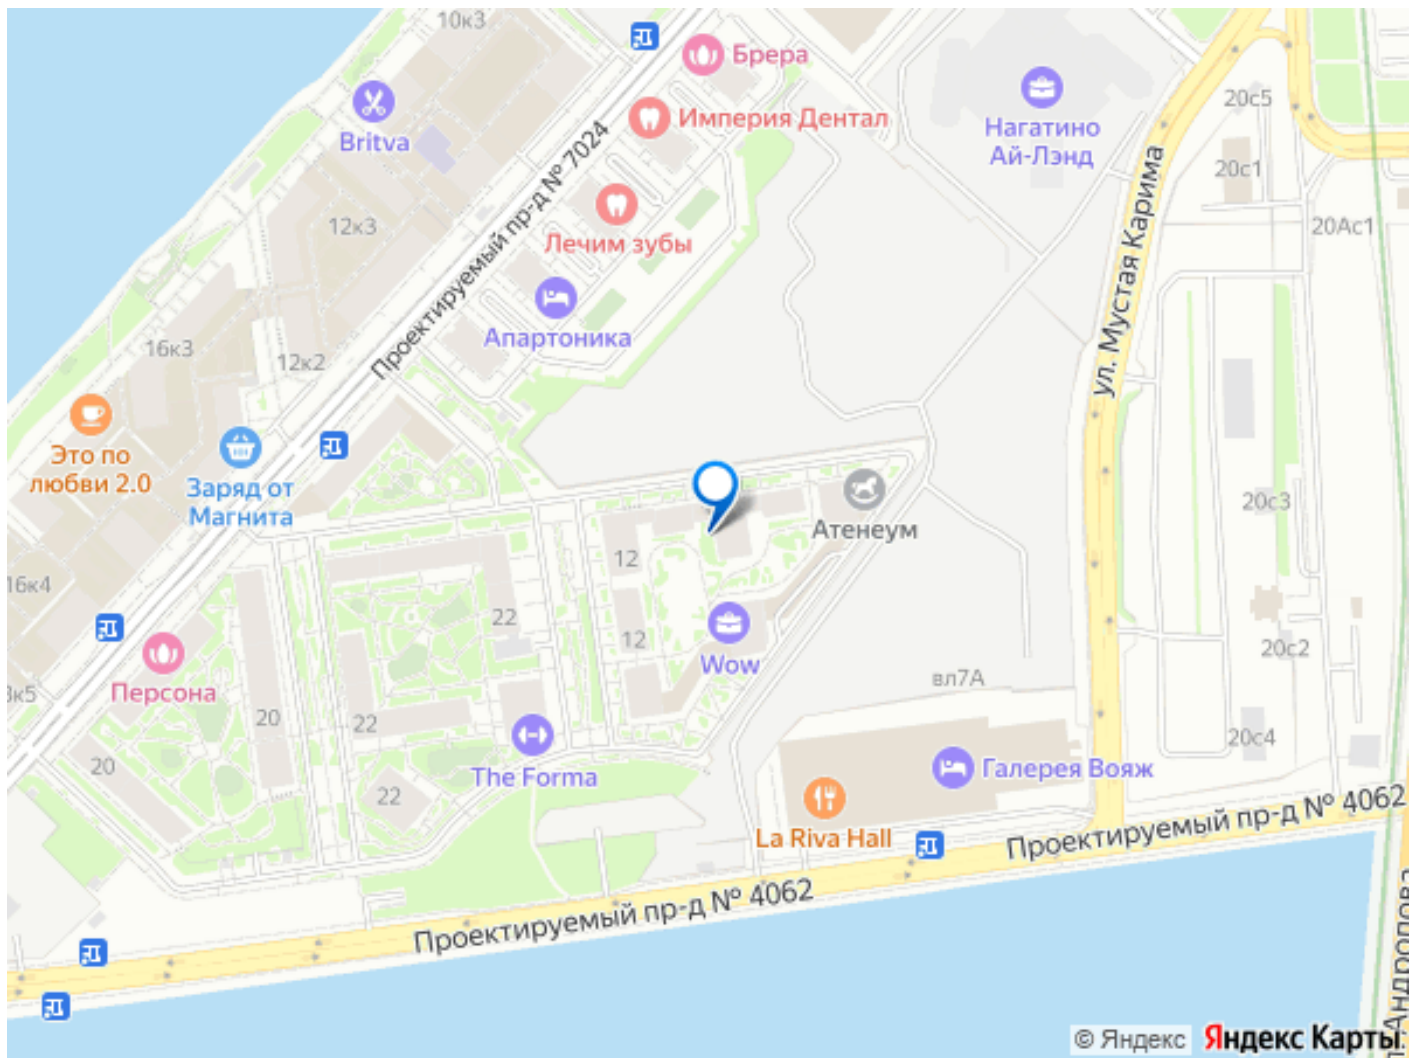 10к3
Брера
Britva
Империя Дентал
Нагатино
Ай-Лэнд
20с5
20с1
20Ас1
Проектируемый пр-д № 7024
ул. Мустая Карима
12к3
Лечим зубы
Апартоника
16к3
12к2
Это по
любви 2.0
Заряд от
Магнита
Атенеум
20с3
12
16к4
22
12
Wow
20с2
вл7А
Персона
20
22
20с4
20
The Forma
22
Галерея Вояж
La Riva Hall
Проектируемый пр-д № 4062
Проектируемый пр-д № 4062
Андропова
© Яндекс
Яндекс Карты